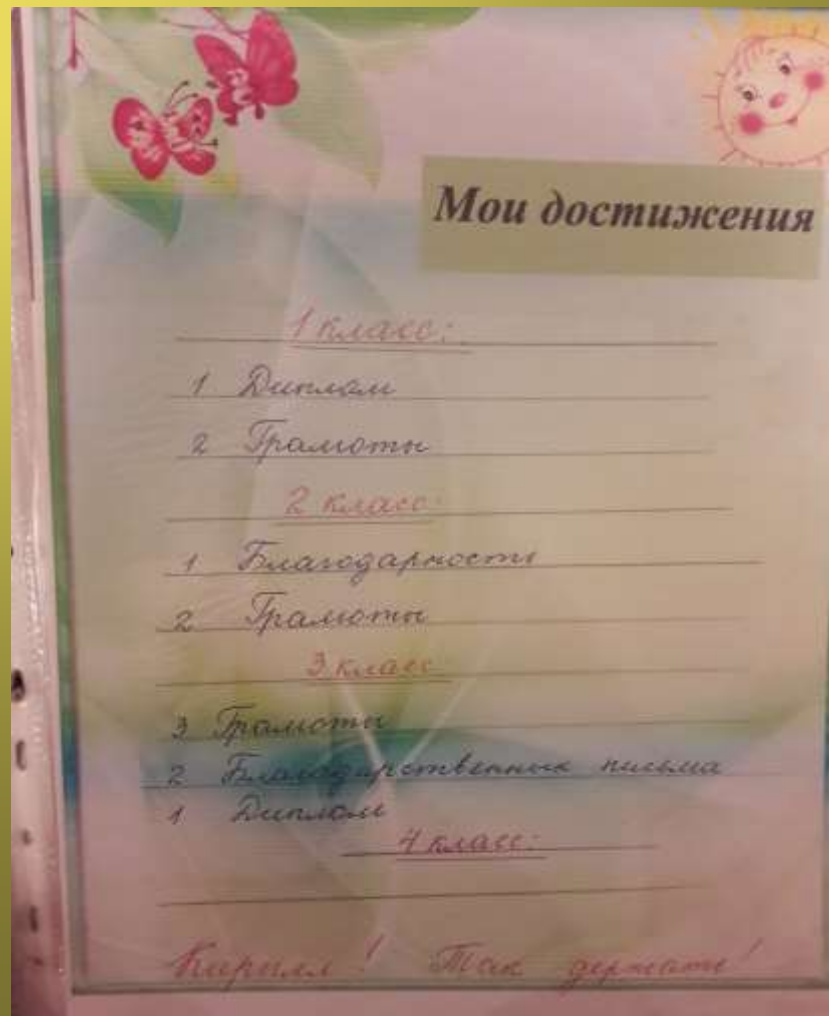 Мои достижения
1 класс:
1 Диплом
2 Грамоты
2 класс:
1 Благодарность
2 Грамоты
3 класс:
3 Грамоты
2 Благодарственных письма
1 Диплом
4 класс:
Кирилл! Так держать!